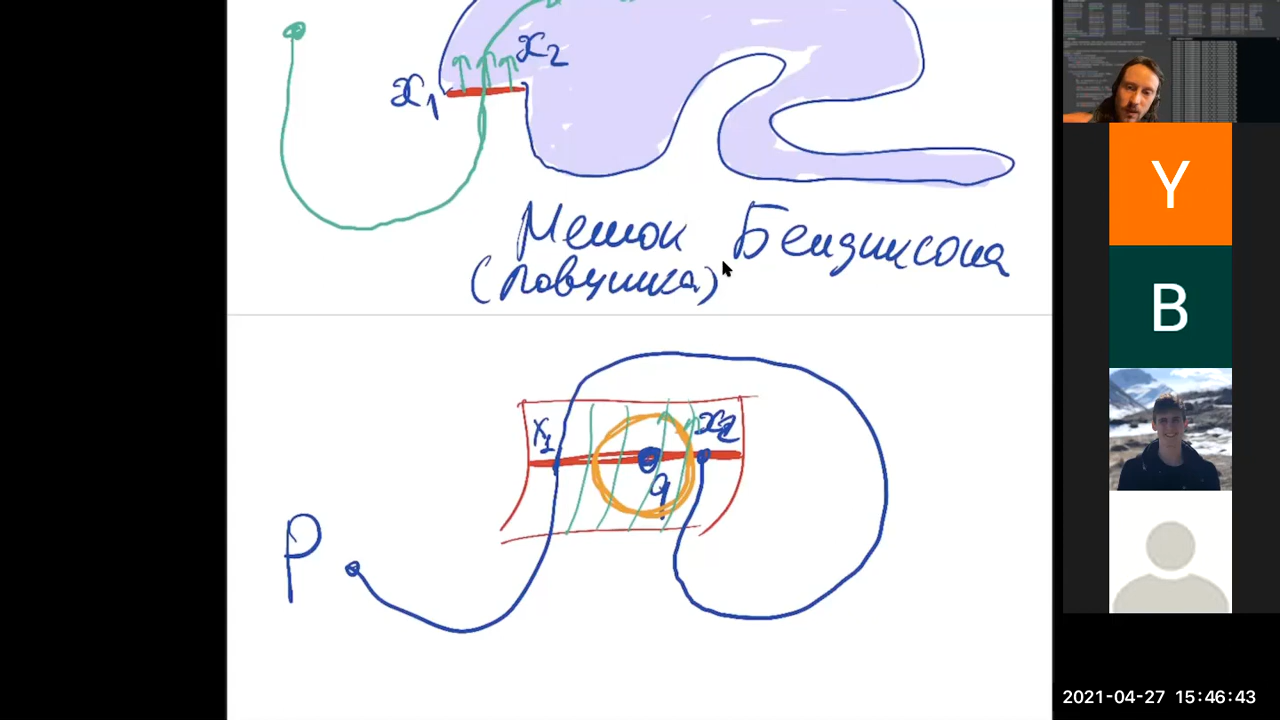 x₁
x₂
Мешок Бендиксона
(ловушка)
x₁
x₂
q
P
Y
B
2021-04-27 15:46:43